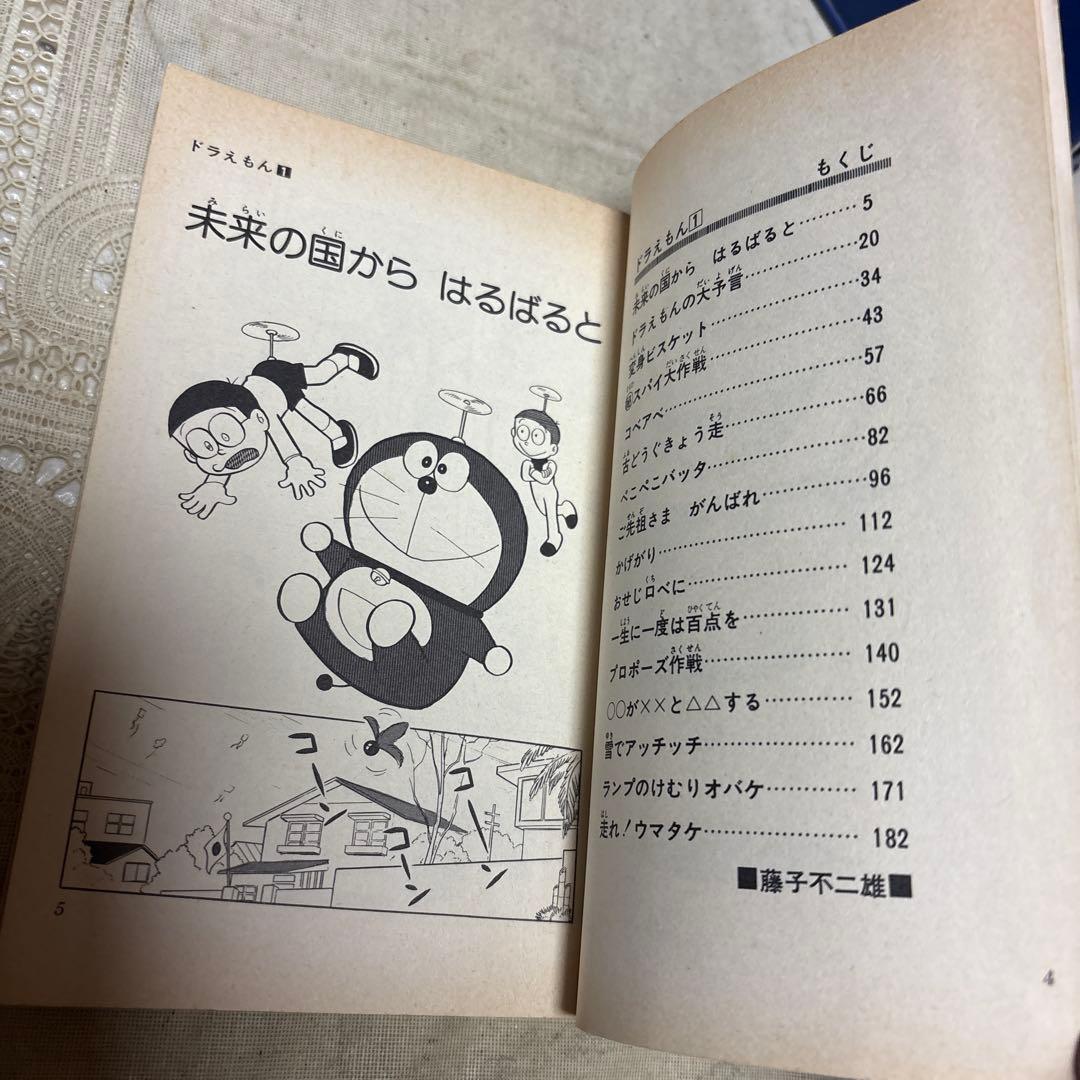 もくじ
ドラえもん1
未来の国から はるばると………5
ドラえもんの大予言………20
変身ビスケット………34
㊙スパイ大作戦………43
コベアベ………57
古どうぐきょう走………66
ぺこぺこバッタ………82
ご先祖さま がんばれ………96
かげがり………112
おせじ口べに………124
一生に一度は百点を………131
プロポーズ作戦………140
○○が××と△△する………152
雪でアッチッチ………162
ランプのけむりオバケ………171
走れ!ウマタケ………182
■藤子不二雄■
4
ドラえもん1
未来の国から はるばると
コーン
コーン
5